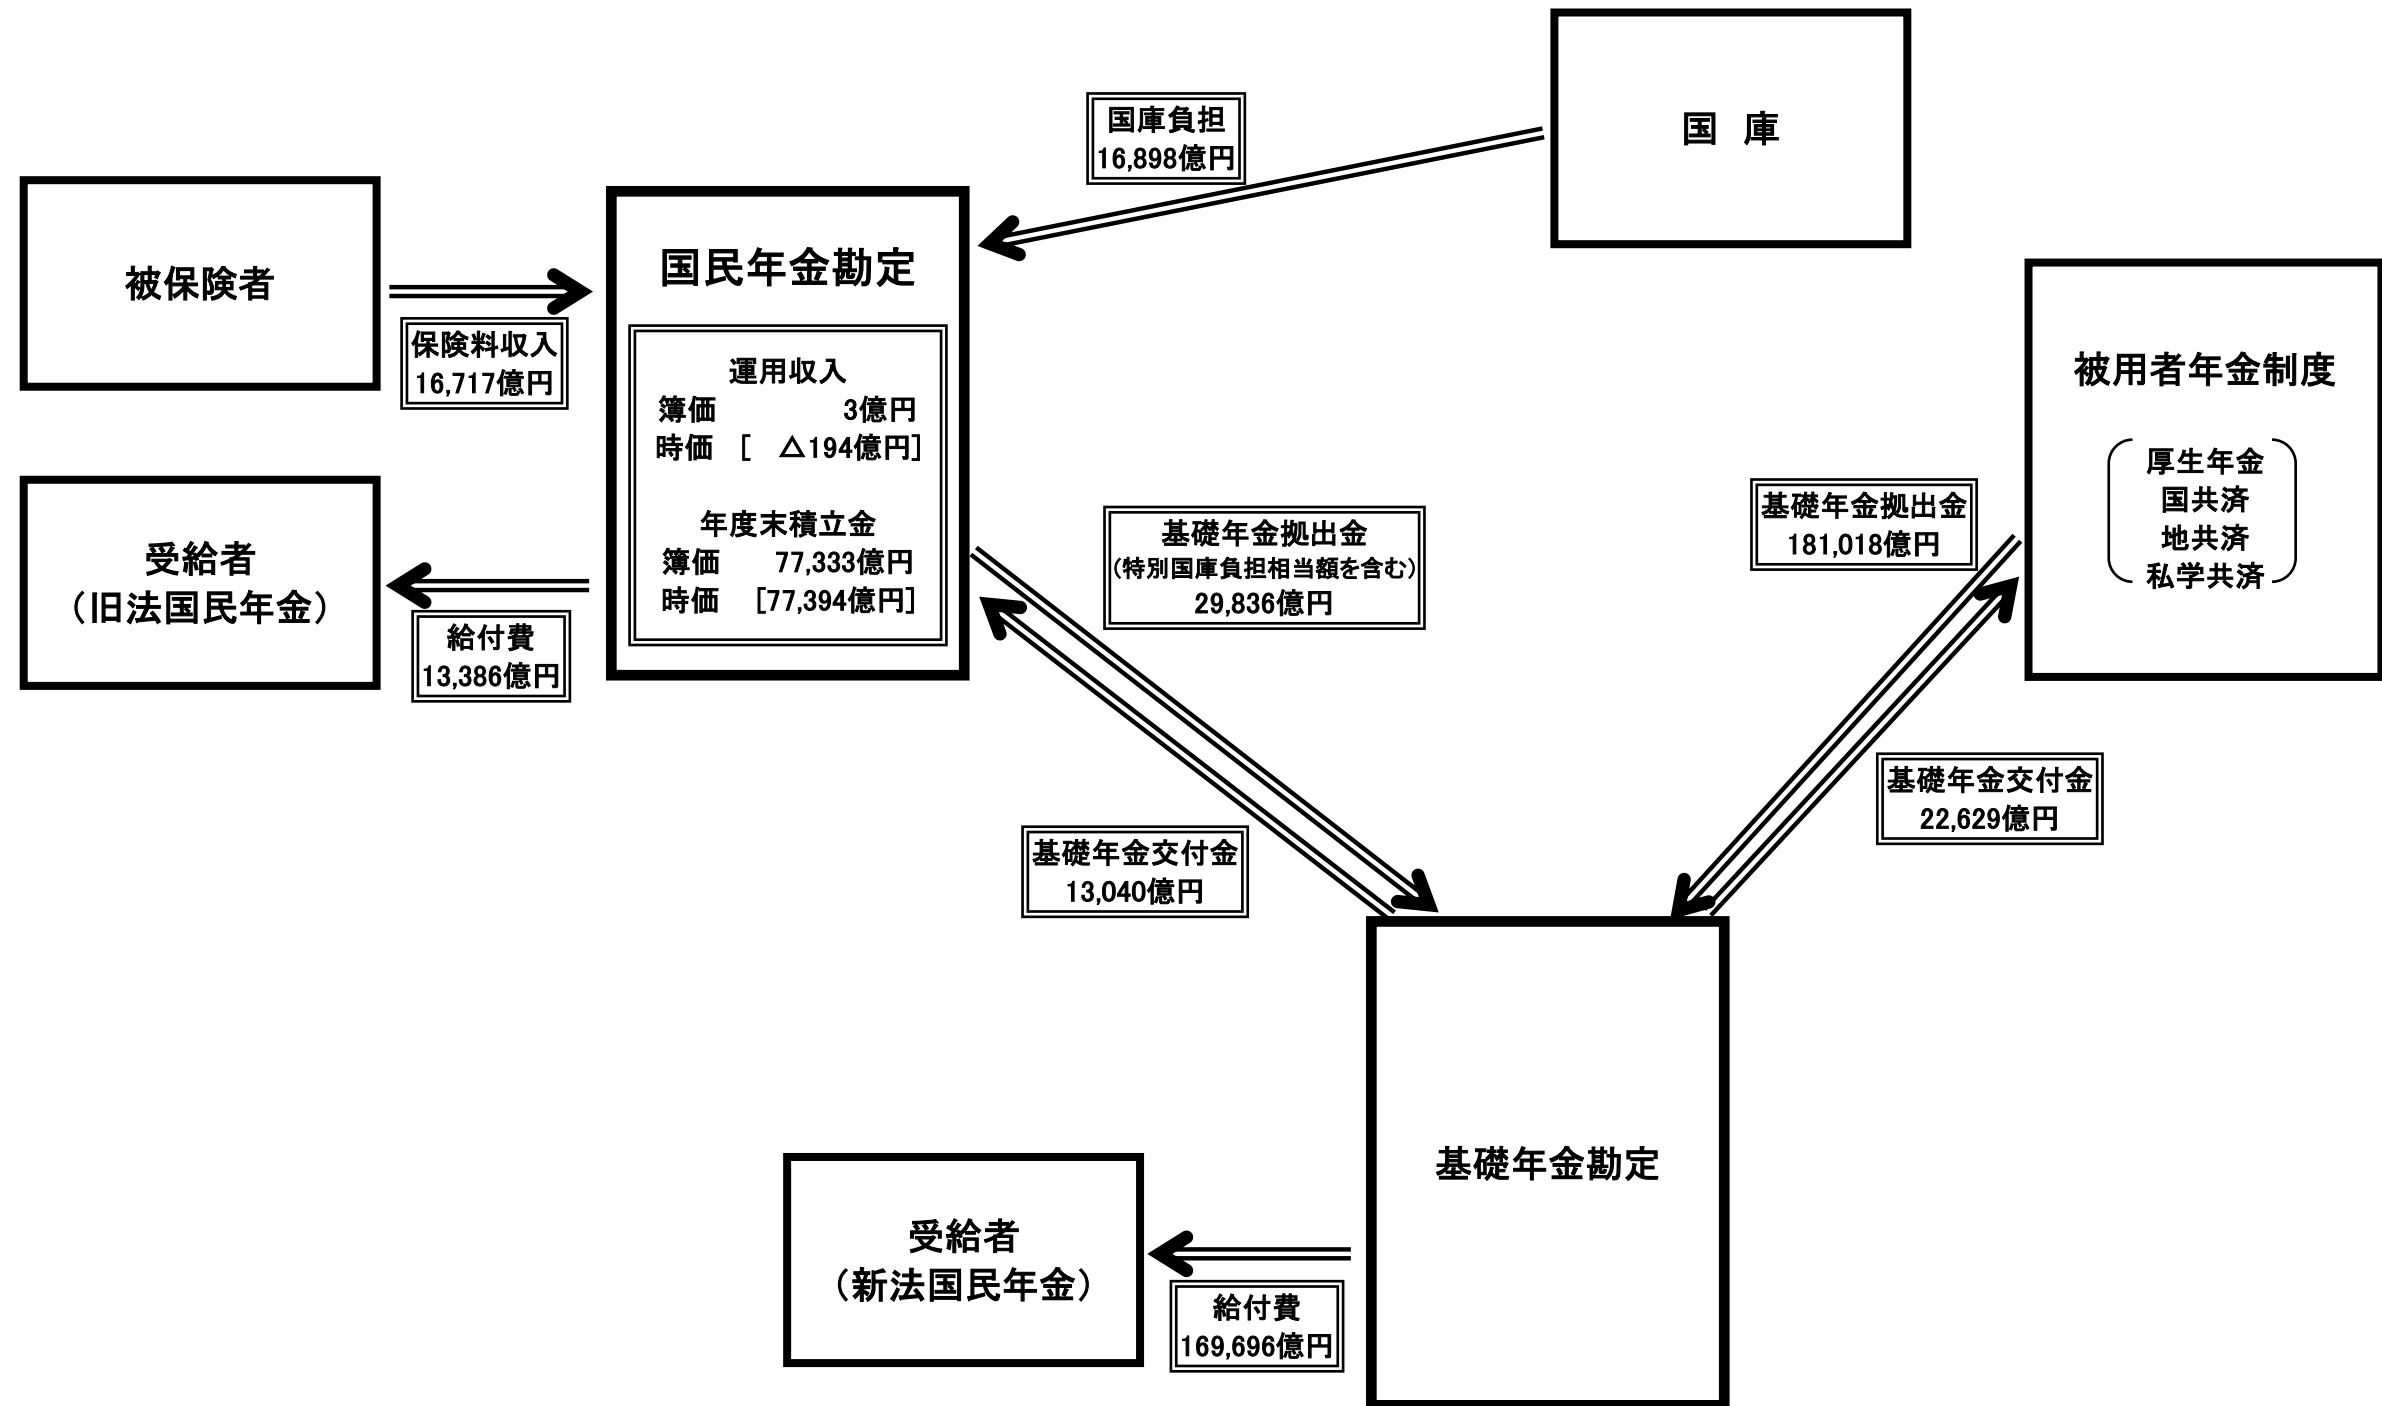 国　庫
国庫負担
16,898億円
被保険者
保険料収入
16,717億円
国民年金勘定
運用収入
簿価　　　　3億円
時価　[　△194億円]
年度末積立金
簿価　　77,333億円
時価　[77,394億円]
受給者
（旧法国民年金）
給付費
13,386億円
基礎年金拠出金
（特別国庫負担相当額を含む）
29,836億円
基礎年金交付金
13,040億円
被用者年金制度
厚生年金
国共済
地共済
私学共済
基礎年金拠出金
181,018億円
基礎年金交付金
22,629億円
基礎年金勘定
受給者
（新法国民年金）
給付費
169,696億円